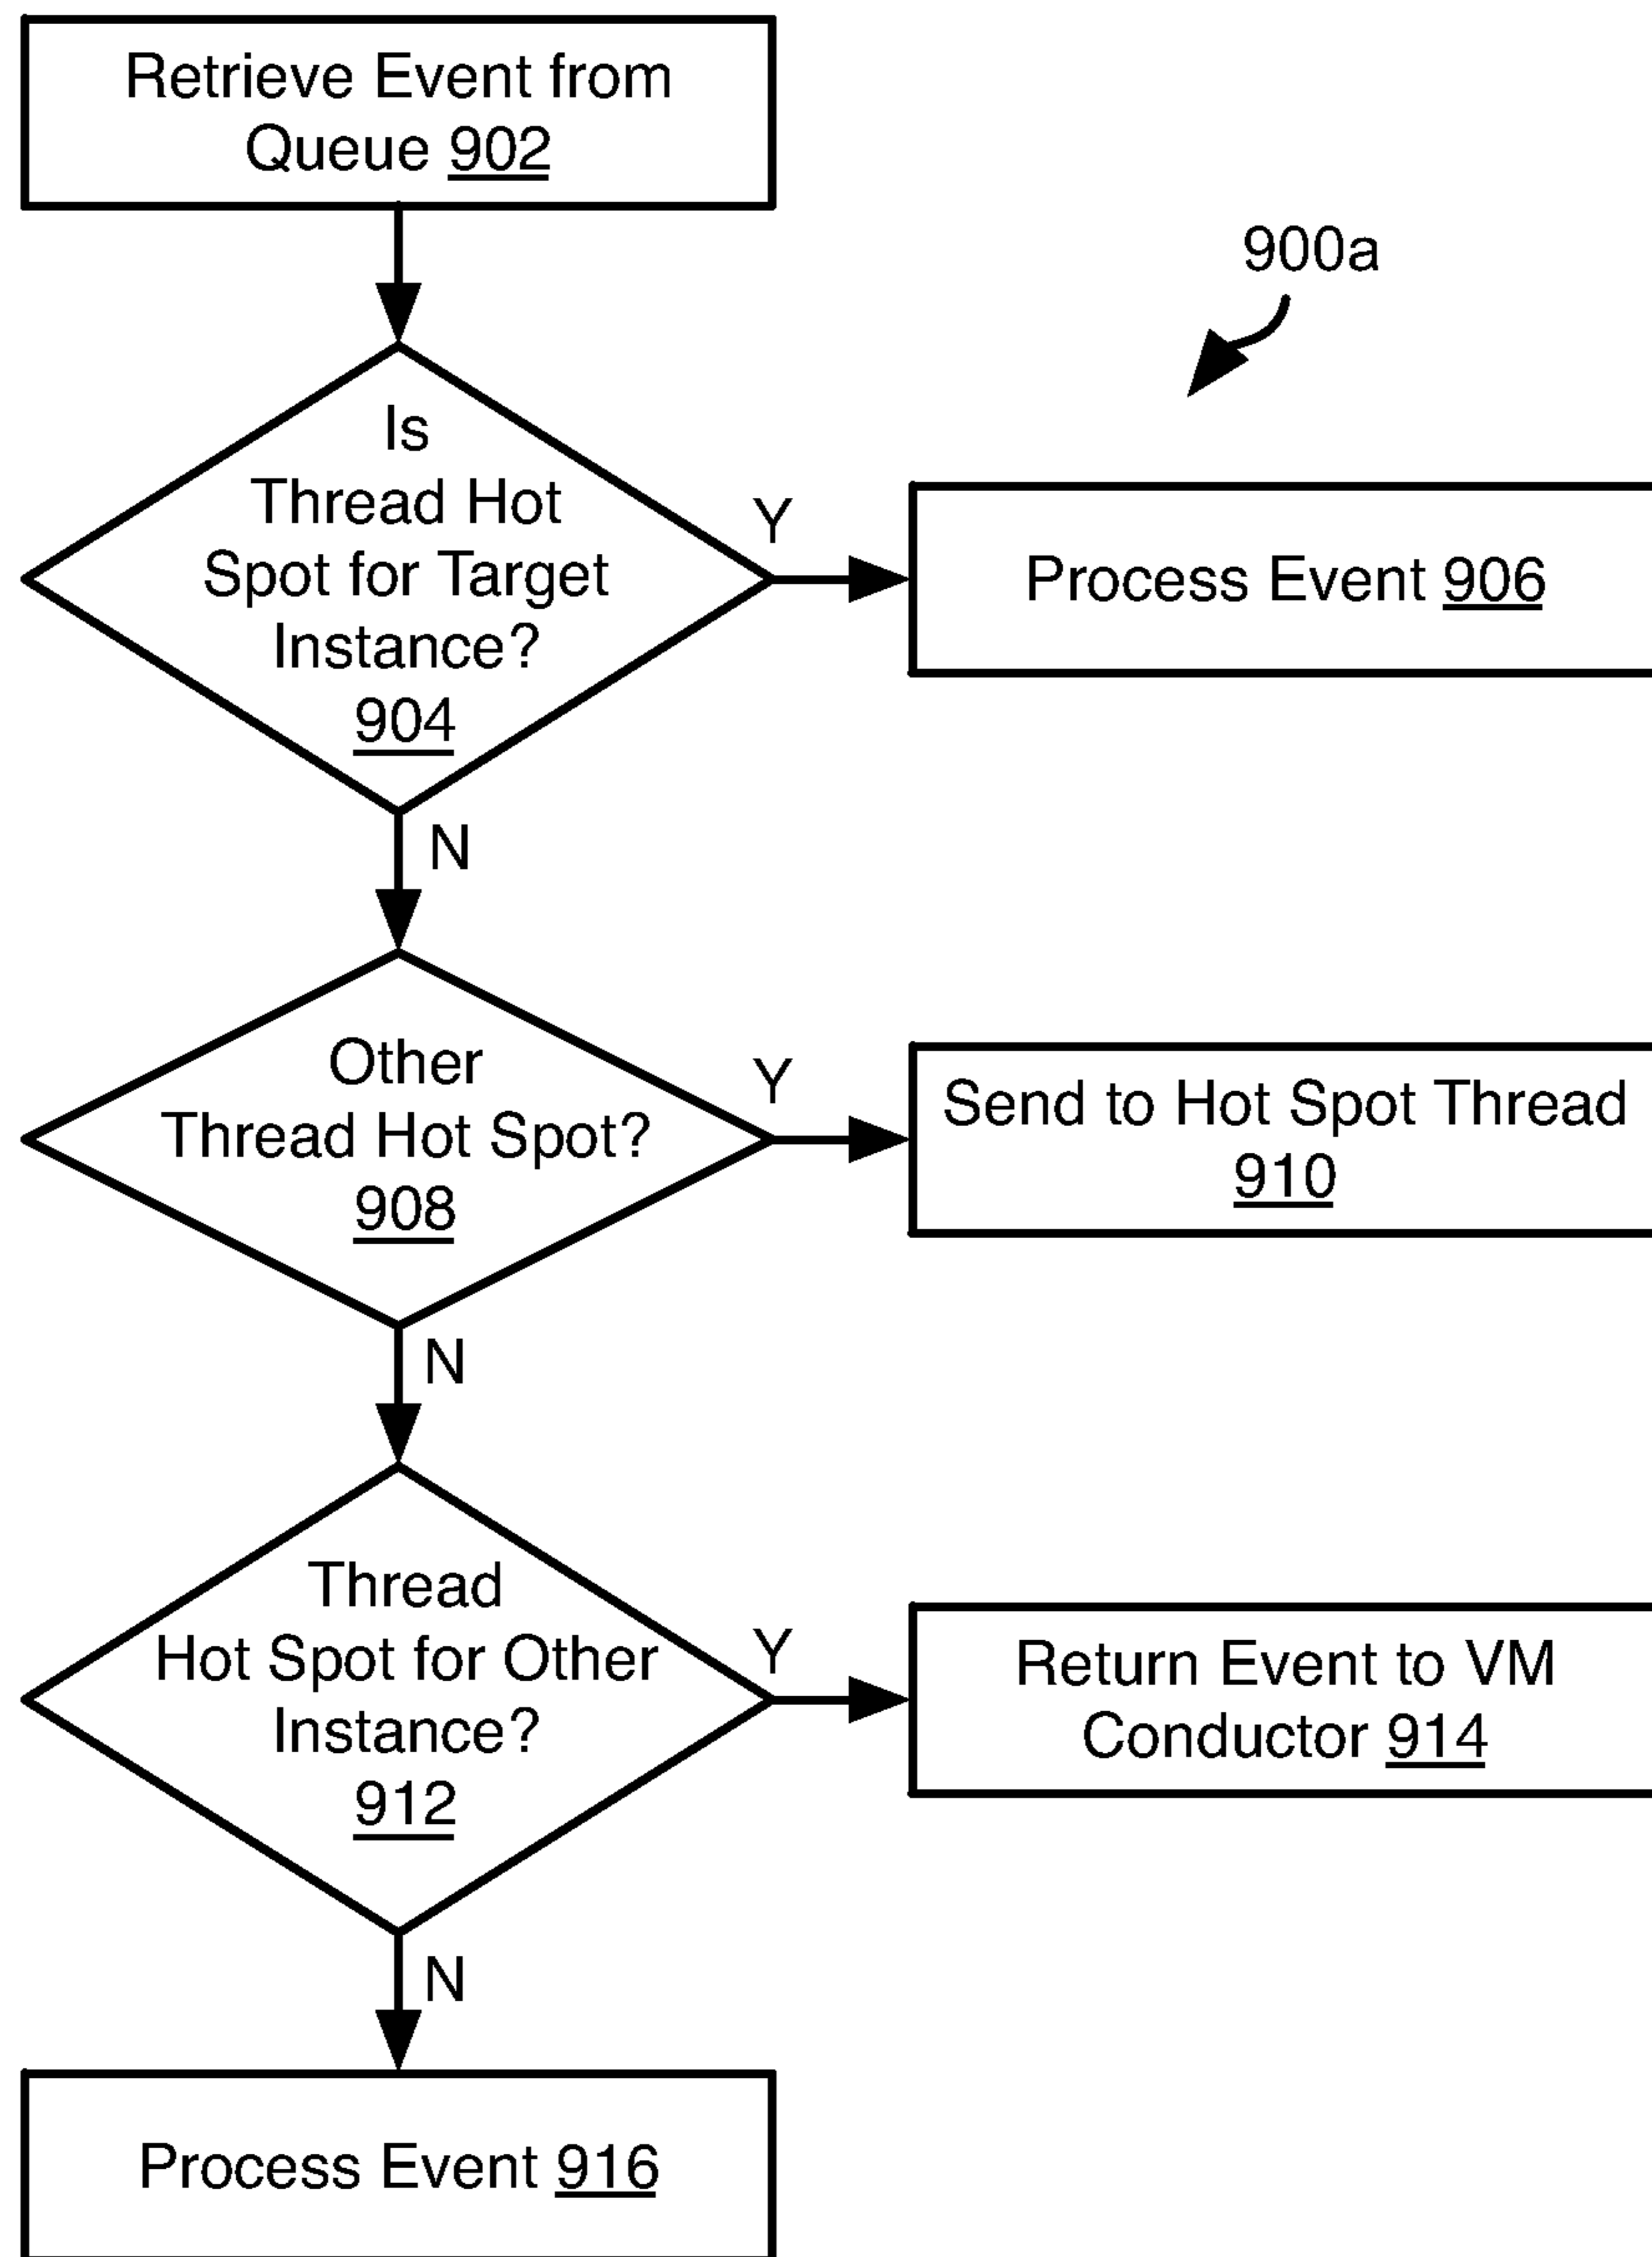 Retrieve Event from
Queue 902
900a
Is
Thread Hot
Spot for Target
Instance?
904
Y
Process Event 906
N
Other
Thread Hot Spot?
908
Y
Send to Hot Spot Thread
910
N
Thread
Hot Spot for Other
Instance?
912
Y
Return Event to VM
Conductor 914
N
Process Event 916